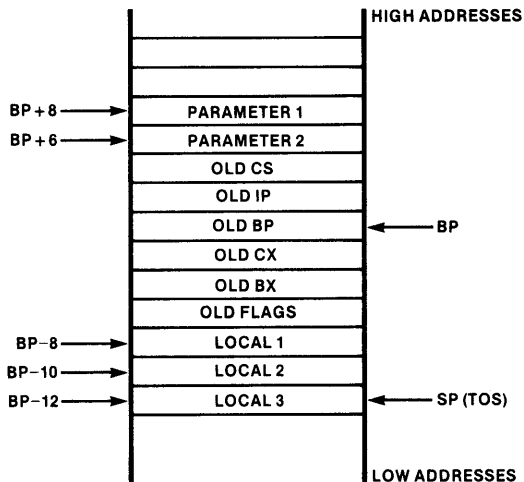 HIGH ADDRESSES
BP+8 PARAMETER 1
BP+6 PARAMETER 2
OLD CS
OLD IP
OLD BP BP
OLD CX
OLD BX
OLD FLAGS
BP−8 LOCAL 1
BP−10 LOCAL 2
BP−12 LOCAL 3 SP (TOS)
LOW ADDRESSES